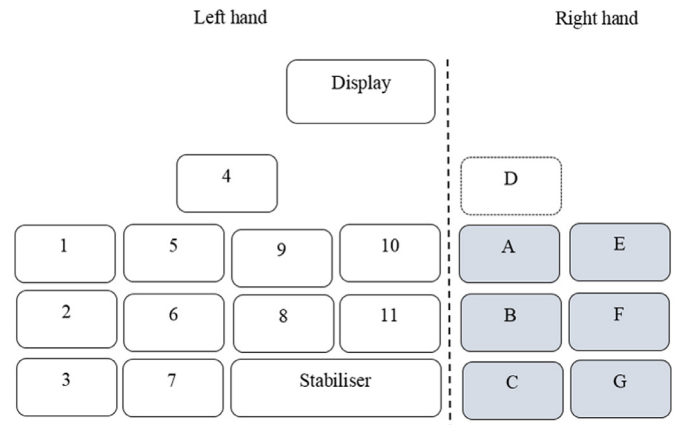 Left hand Right hand
Display
4 D
1 5 9 10 A E
2 6 8 11 B F
3 7 Stabiliser C G